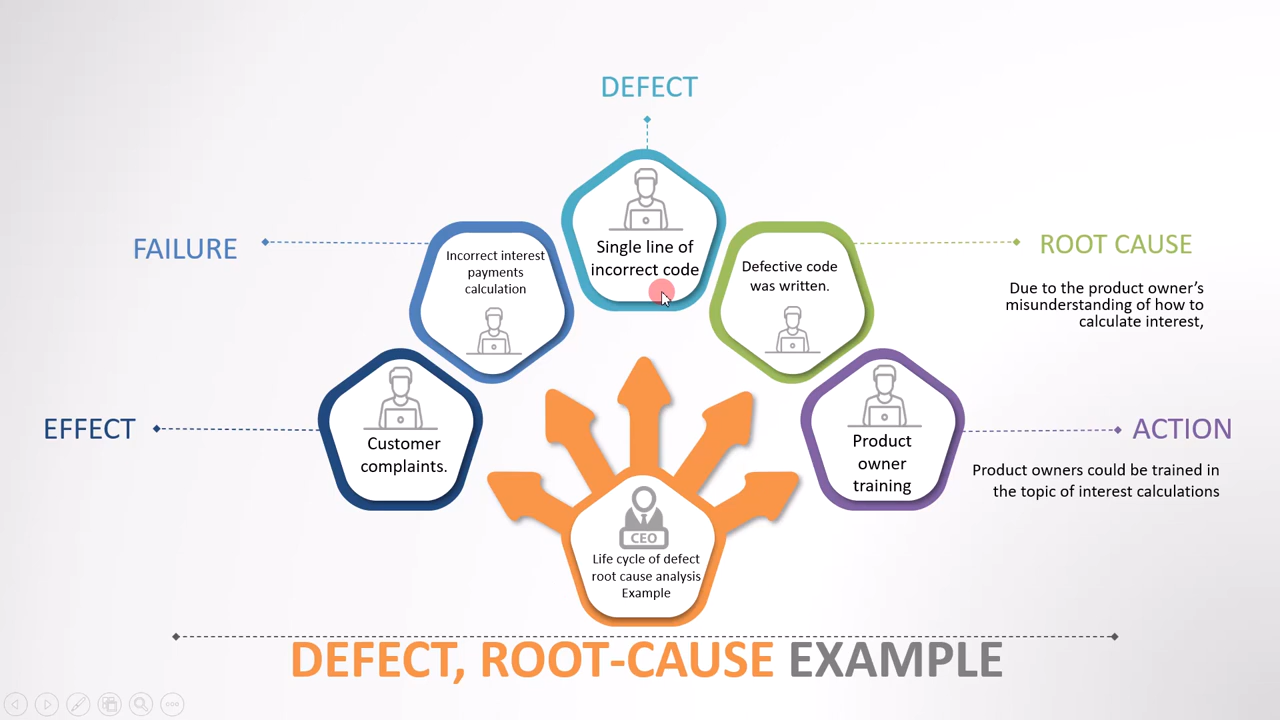 DEFECT
Single line of
incorrect code
FAILURE
Incorrect interest
payments
calculation
Defective code
was written.
ROOT CAUSE
Due to the product owner’s
misunderstanding of how to
calculate interest,
EFFECT
Customer
complaints.
Product
owner
training
ACTION
Product owners could be trained in
the topic of interest calculations
CEO
Life cycle of defect
root cause analysis
Example
DEFECT, ROOT-CAUSE EXAMPLE